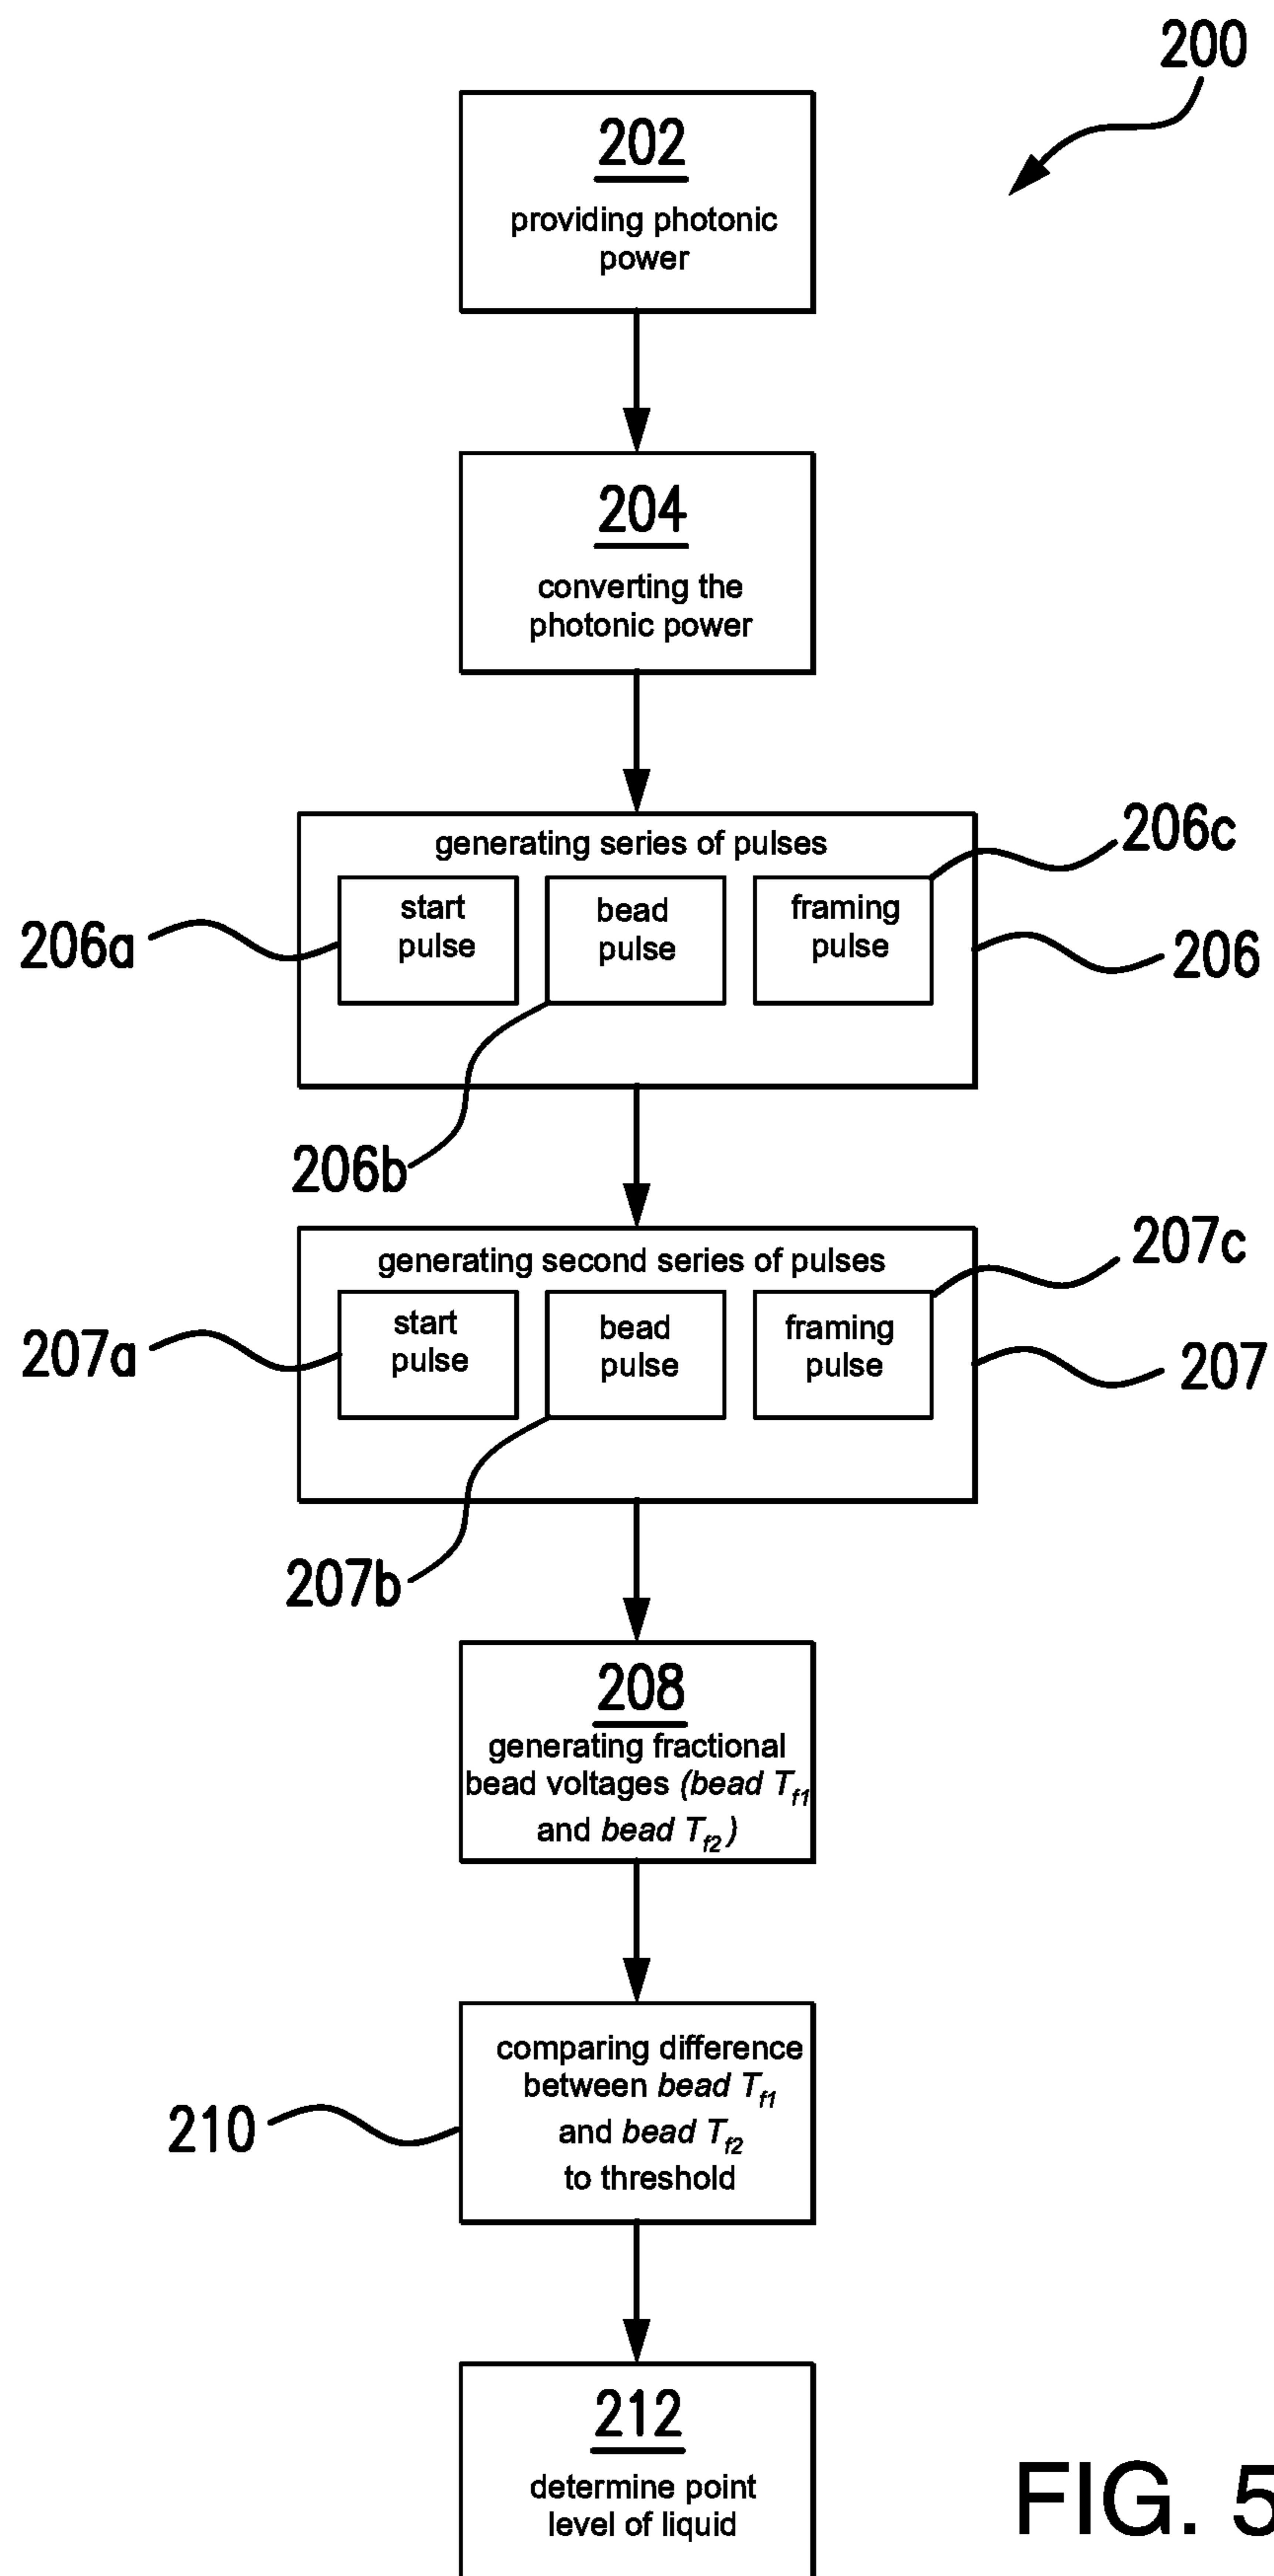 200
202
providing photonic
power
204
converting the
photonic power
generating series of pulses
206c
start
pulse
bead
pulse
framing
pulse
206a
206
206b
generating second series of pulses
207c
start
pulse
bead
pulse
framing
pulse
207a
207
207b
208
generating fractional
bead voltages (bead Tf1
and bead Tf2)
comparing difference
between bead Tf1
and bead Tf2
to threshold
210
212
determine point
level of liquid
FIG. 5